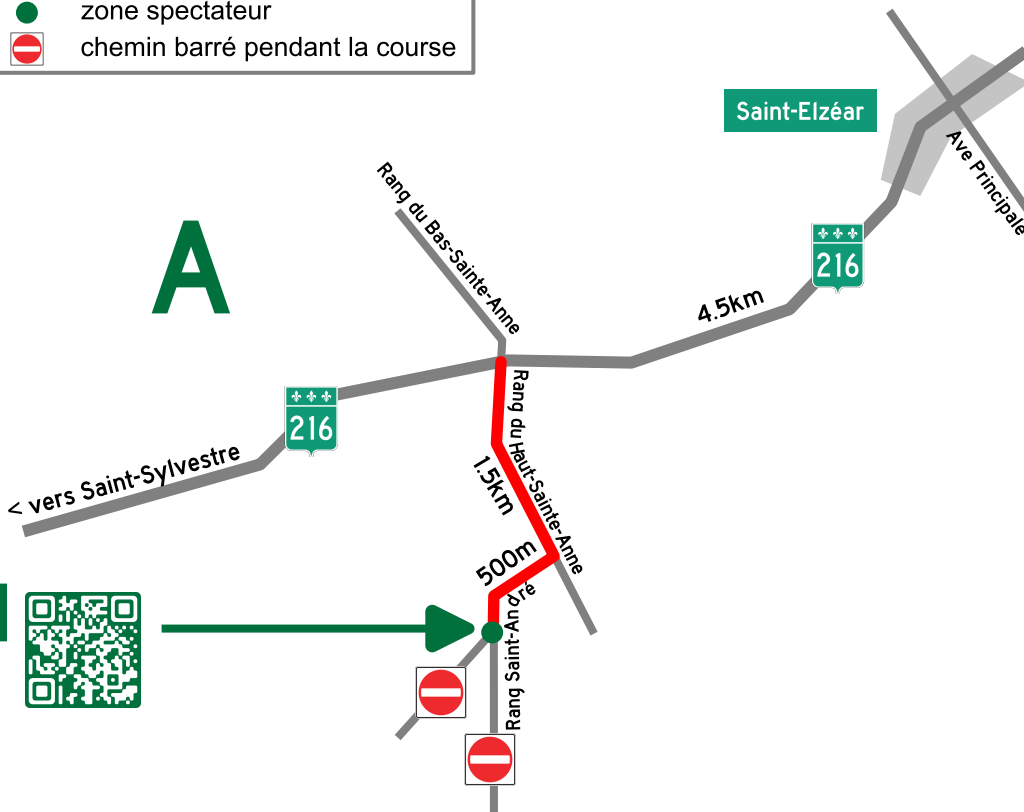 zone spectateur
chemin barré pendant la course
Saint-Elzéar
Ave Principale
Rang du Bas-Sainte-Anne
A
216
4.5km
216
< vers Saint-Sylvestre
Rang du Haut-Sainte-Anne
1.5km
500m
Rang Saint-André